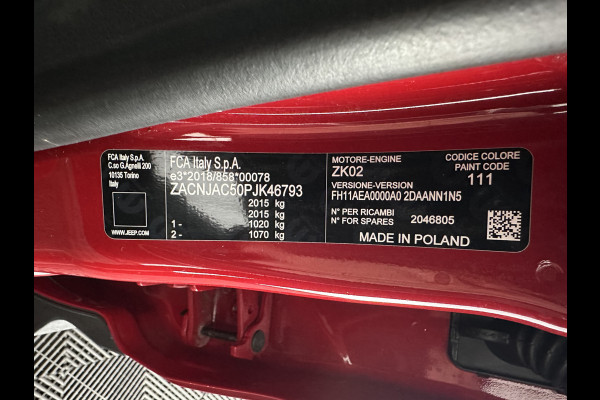 FCA Italy S.p.A.
C.so G.Agnelli 200
10135 Torino
Italy
WWW.JEEP.COM
FCA Italy S.p.A.
e3*2018/858*00078
ZACNJAC50PJK46793
2015 kg
2015 kg
1- 1020 kg
2- 1070 kg
MOTORE-ENGINE
ZK02
VERSIONE-VERSION
FH11AEA0000A0 2DAANN1N5
N° PER RICAMBI
N° FOR SPARES 2046805
MADE IN POLAND
CODICE COLORE
PAINT CODE
111